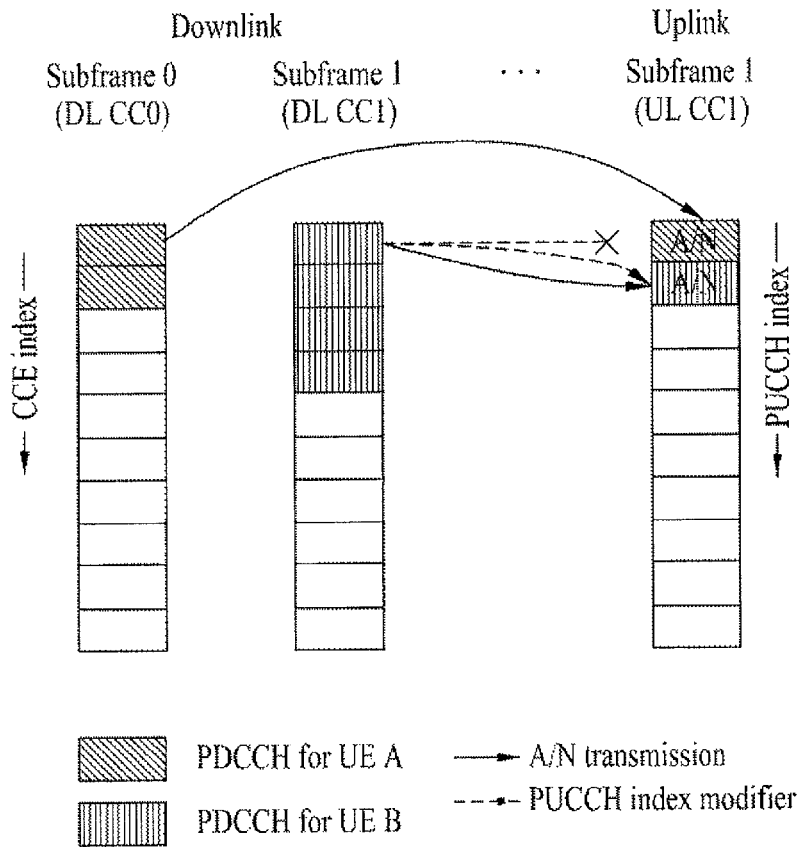 Downlink
Uplink
Subframe 0
(DL CC0)
Subframe 1
(DL CC1)
· · ·
Subframe 1
(UL CC1)
CCE index
A/N
A/N
PUCCH index
PDCCH for UE A
PDCCH for UE B
A/N transmission
PUCCH index modifier